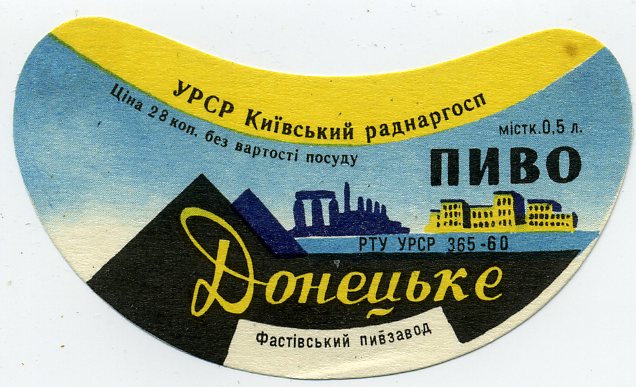 УРСР Київський раднаргосп
Ціна 28 коп. без вартості посуду
містк. 0,5 л.
ПИВО
РТУ УРСР 365-60
Донецьке
Фастівський пивзавод